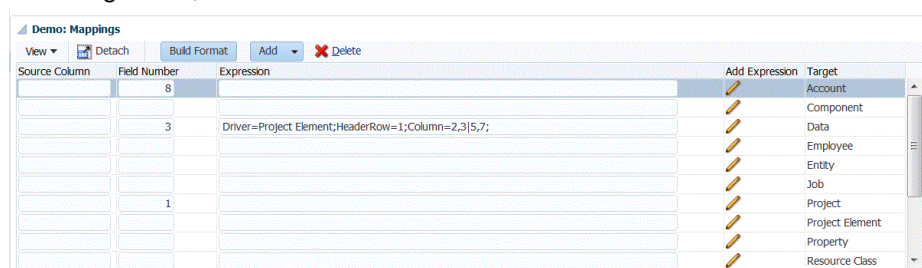 Demo: Mappings
View Detach Build Format Add Delete
Source Column Field Number Expression Add Expression Target
8 Account
Component
3 Driver=Project Element;HeaderRow=1;Column=2,3|5,7; Data
Employee
Entity
Job
1 Project
Project Element
Property
Resource Class